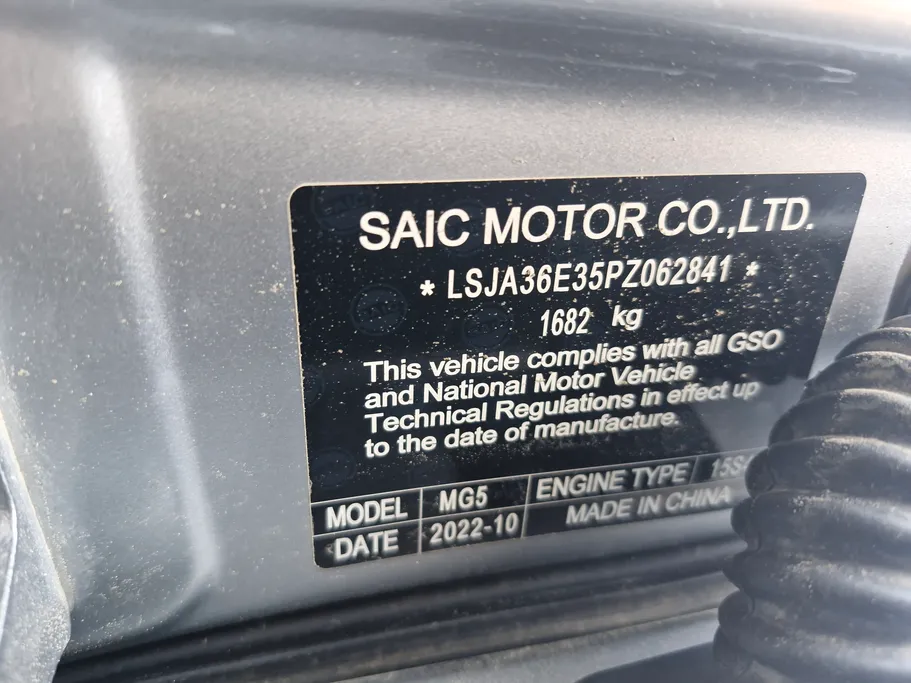 SAIC MOTOR CO.,LTD.
* LSJA36E35PZ062841 *
1682 kg
This vehicle complies with all GSO
and National Motor Vehicle
Technical Regulations in effect up
to the date of manufacture.
MODEL MG5 ENGINE TYPE
DATE 2022-10 MADE IN CHINA